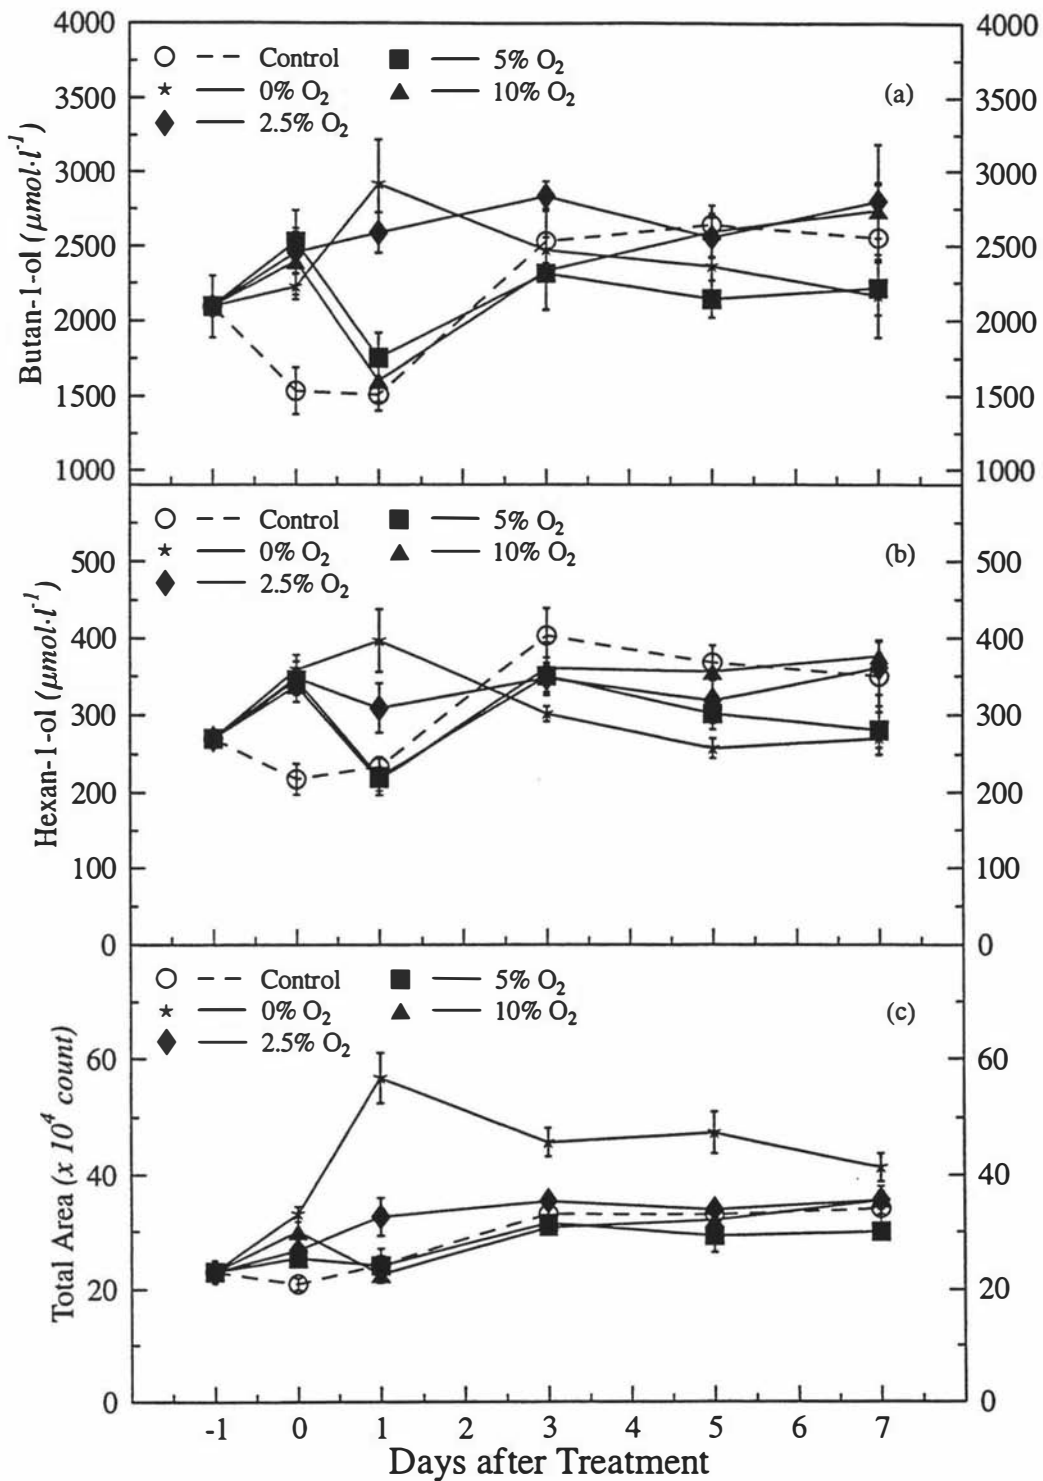 4000 4000
Control 5% O2
0% O2 10% O2
2.5% O2
(a)
3500 3500
3000 3000
2500 2500
2000 2000
1500 1500
1000 1000
Butan-1-ol (μmol·l-1)
Control 5% O2
0% O2 10% O2
2.5% O2
(b)
500 500
400 400
300 300
200 200
100 100
0 0
Hexan-1-ol (μmol·l-1)
Control 5% O2
0% O2 10% O2
2.5% O2
(c)
60 60
40 40
20 20
0 0
Total Area (x 104 count)
-1 0 1 2 3 4 5 6 7
Days after Treatment